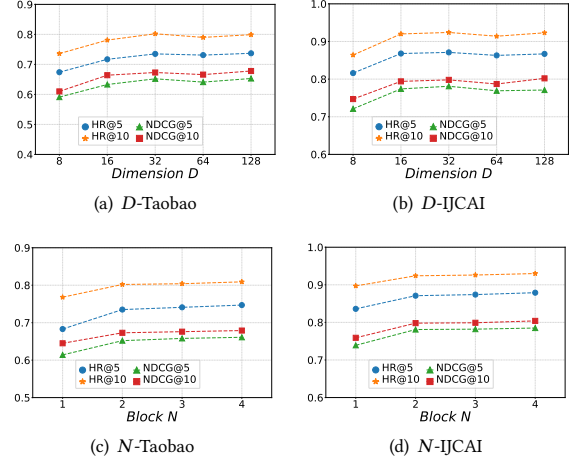 0.9
0.8
0.7
0.6
0.5
0.4
HR@5 NDCG@5
HR@10 NDCG@10
8 16 32 64 128
Dimension D
(a) D-Taobao
1.0
0.9
0.8
0.7
0.6
HR@5 NDCG@5
HR@10 NDCG@10
8 16 32 64 128
Dimension D
(b) D-IJCAI
0.9
0.8
0.7
0.6
0.5
HR@5 NDCG@5
HR@10 NDCG@10
1 2 3 4
Block N
(c) N-Taobao
1.0
0.9
0.8
0.7
0.6
HR@5 NDCG@5
HR@10 NDCG@10
1 2 3 4
Block N
(d) N-IJCAI